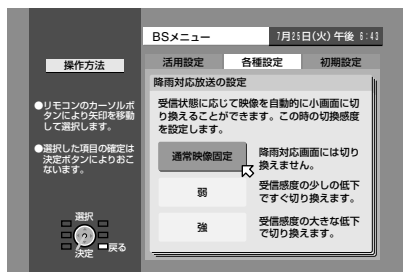 BSメニュー
7月25日(火) 午後 6:43
操作方法
活用設定
各種設定
初期設定
降雨対応放送の設定
●リモコンのカーソルボ
タンにより矢印を移動
して選択します。
●選択した項目の確定は
決定ボタンによりおこ
ないます。
受信状態に応じて映像を自動的に小画面に切
り換えることができます。この時の切換感度
を設定します。
通常映像固定
降雨対応画面には切り
換えません。
弱
受信感度の少しの低下
ですぐ切り換えます。
強
受信感度の大きな低下
で切り換えます。
選択
?
戻る
決定